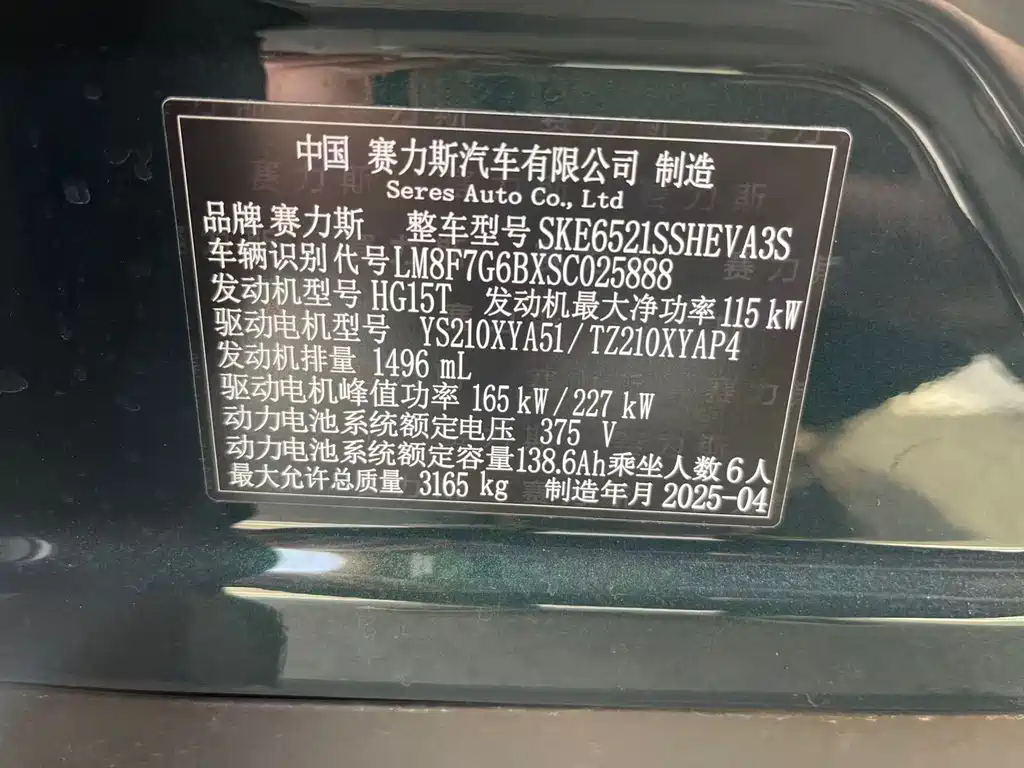 中国 赛力斯汽车有限公司 制造
Seres Auto Co., Ltd
品牌 赛力斯 整车型号 SKE6521SSHEVA3S
车辆识别代号 LM8F7G6BXSC025888
发动机型号 HG15T 发动机最大净功率 115 kW
驱动电机型号 YS210XYA51/TZ210XYAP4
发动机排量 1496 mL
驱动电机峰值功率 165 kW/227 kW
动力电池系统额定电压 375 V
动力电池系统额定容量138.6Ah乘坐人数6人
最大允许总质量 3165 kg 制造年月 2025-04